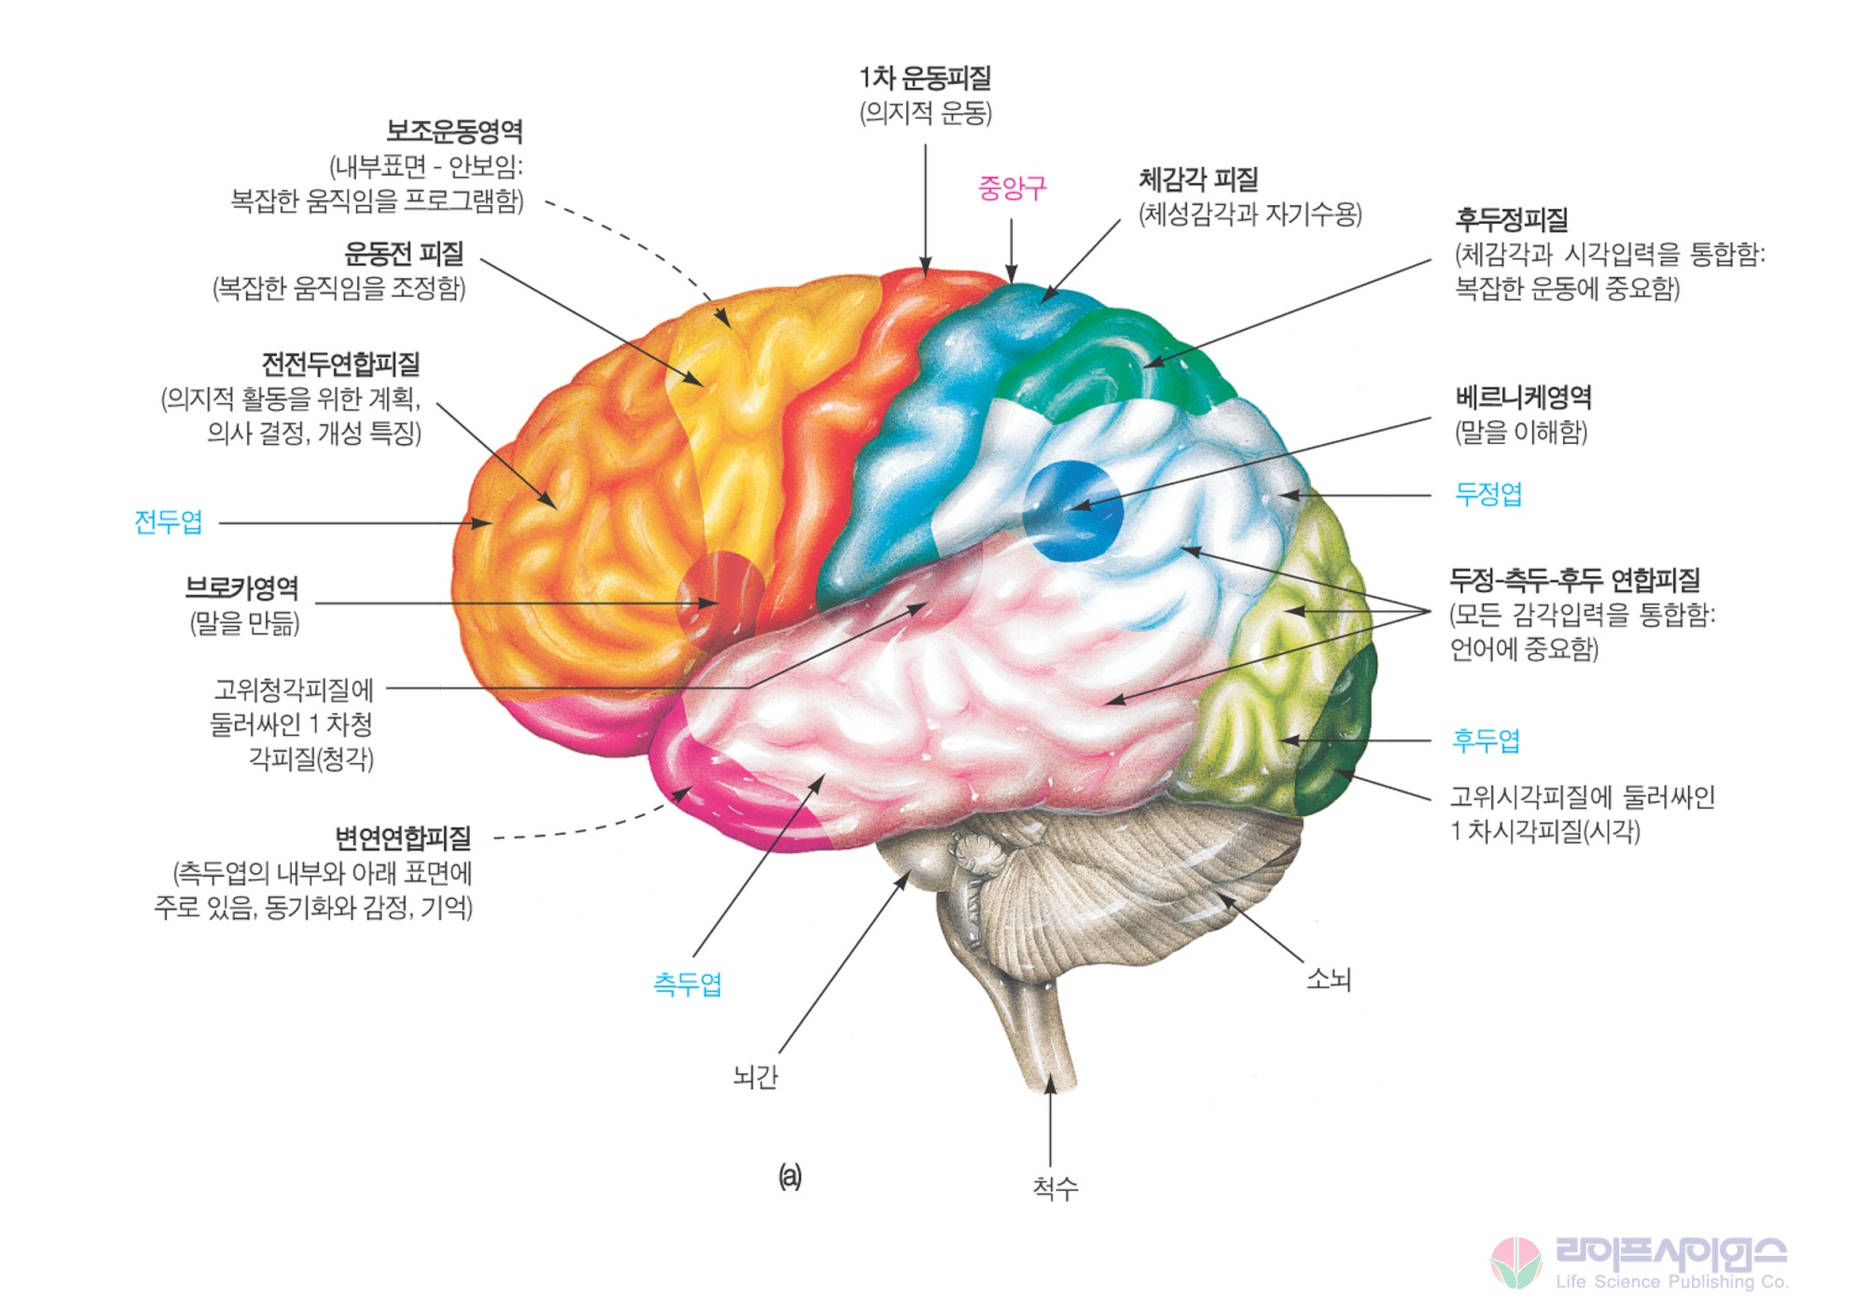 1차 운동피질
(의지적 운동)
보조운동영역
(내부표면 - 안보임:
복잡한 움직임을 프로그램함)
중앙구
체감각 피질
(체성감각과 자기수용)
후두정피질
(체감각과 시각입력을 통합함:
복잡한 운동에 중요함)
운동전 피질
(복잡한 움직임을 조정함)
전전두연합피질
(의지적 활동을 위한 계획,
의사 결정, 개성 특징)
베르니케영역
(말을 이해함)
전두엽
두정엽
브로카영역
(말을 만듦)
두정-측두-후두 연합피질
(모든 감각입력을 통합함:
언어에 중요함)
고위청각피질에
둘러싸인 1 차청
각피질(청각)
후두엽
고위시각피질에 둘러싸인
1 차시각피질(시각)
변연연합피질
(측두엽의 내부와 아래 표면에
주로 있음, 동기화와 감정, 기억)
측두엽
소뇌
뇌간
척수
(a)
라이프사이언스
Life Science Publishing Co.